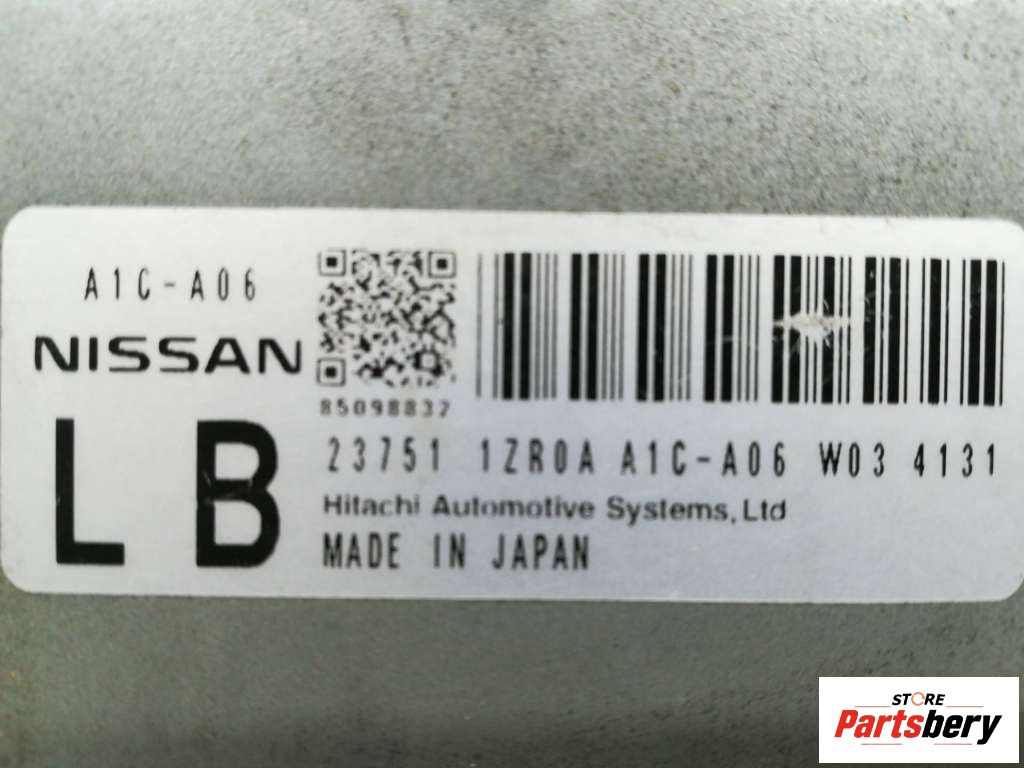 A1C-A06
NISSAN
LB
85098832
23751 1ZR0A A1C-A06 W03 4131
Hitachi Automotive Systems, Ltd
MADE IN JAPAN
STORE
Partsbery